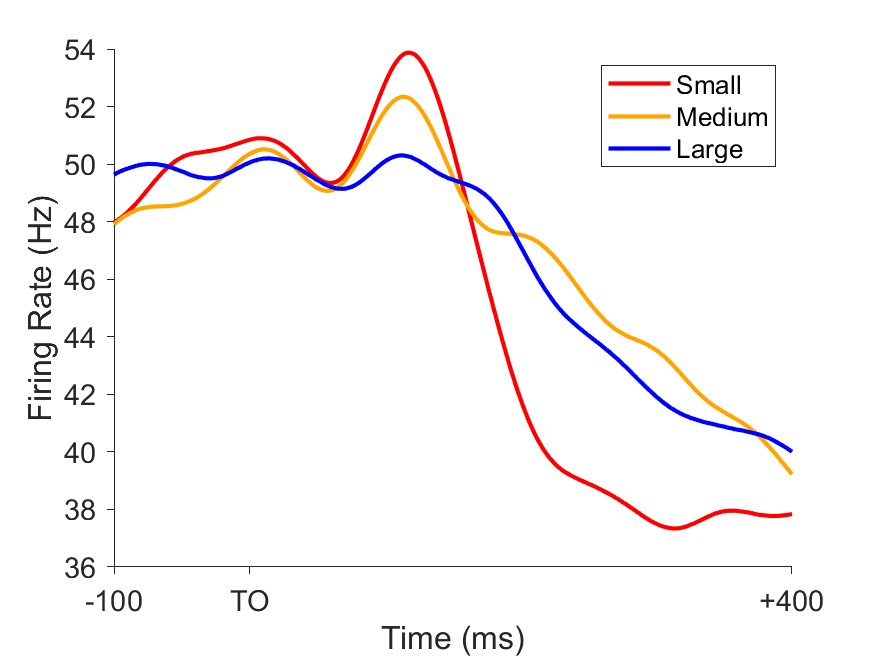 54
52
50
48
46
44
42
40
38
36
Firing Rate (Hz)
Small
Medium
Large
-100 TO +400
Time (ms)